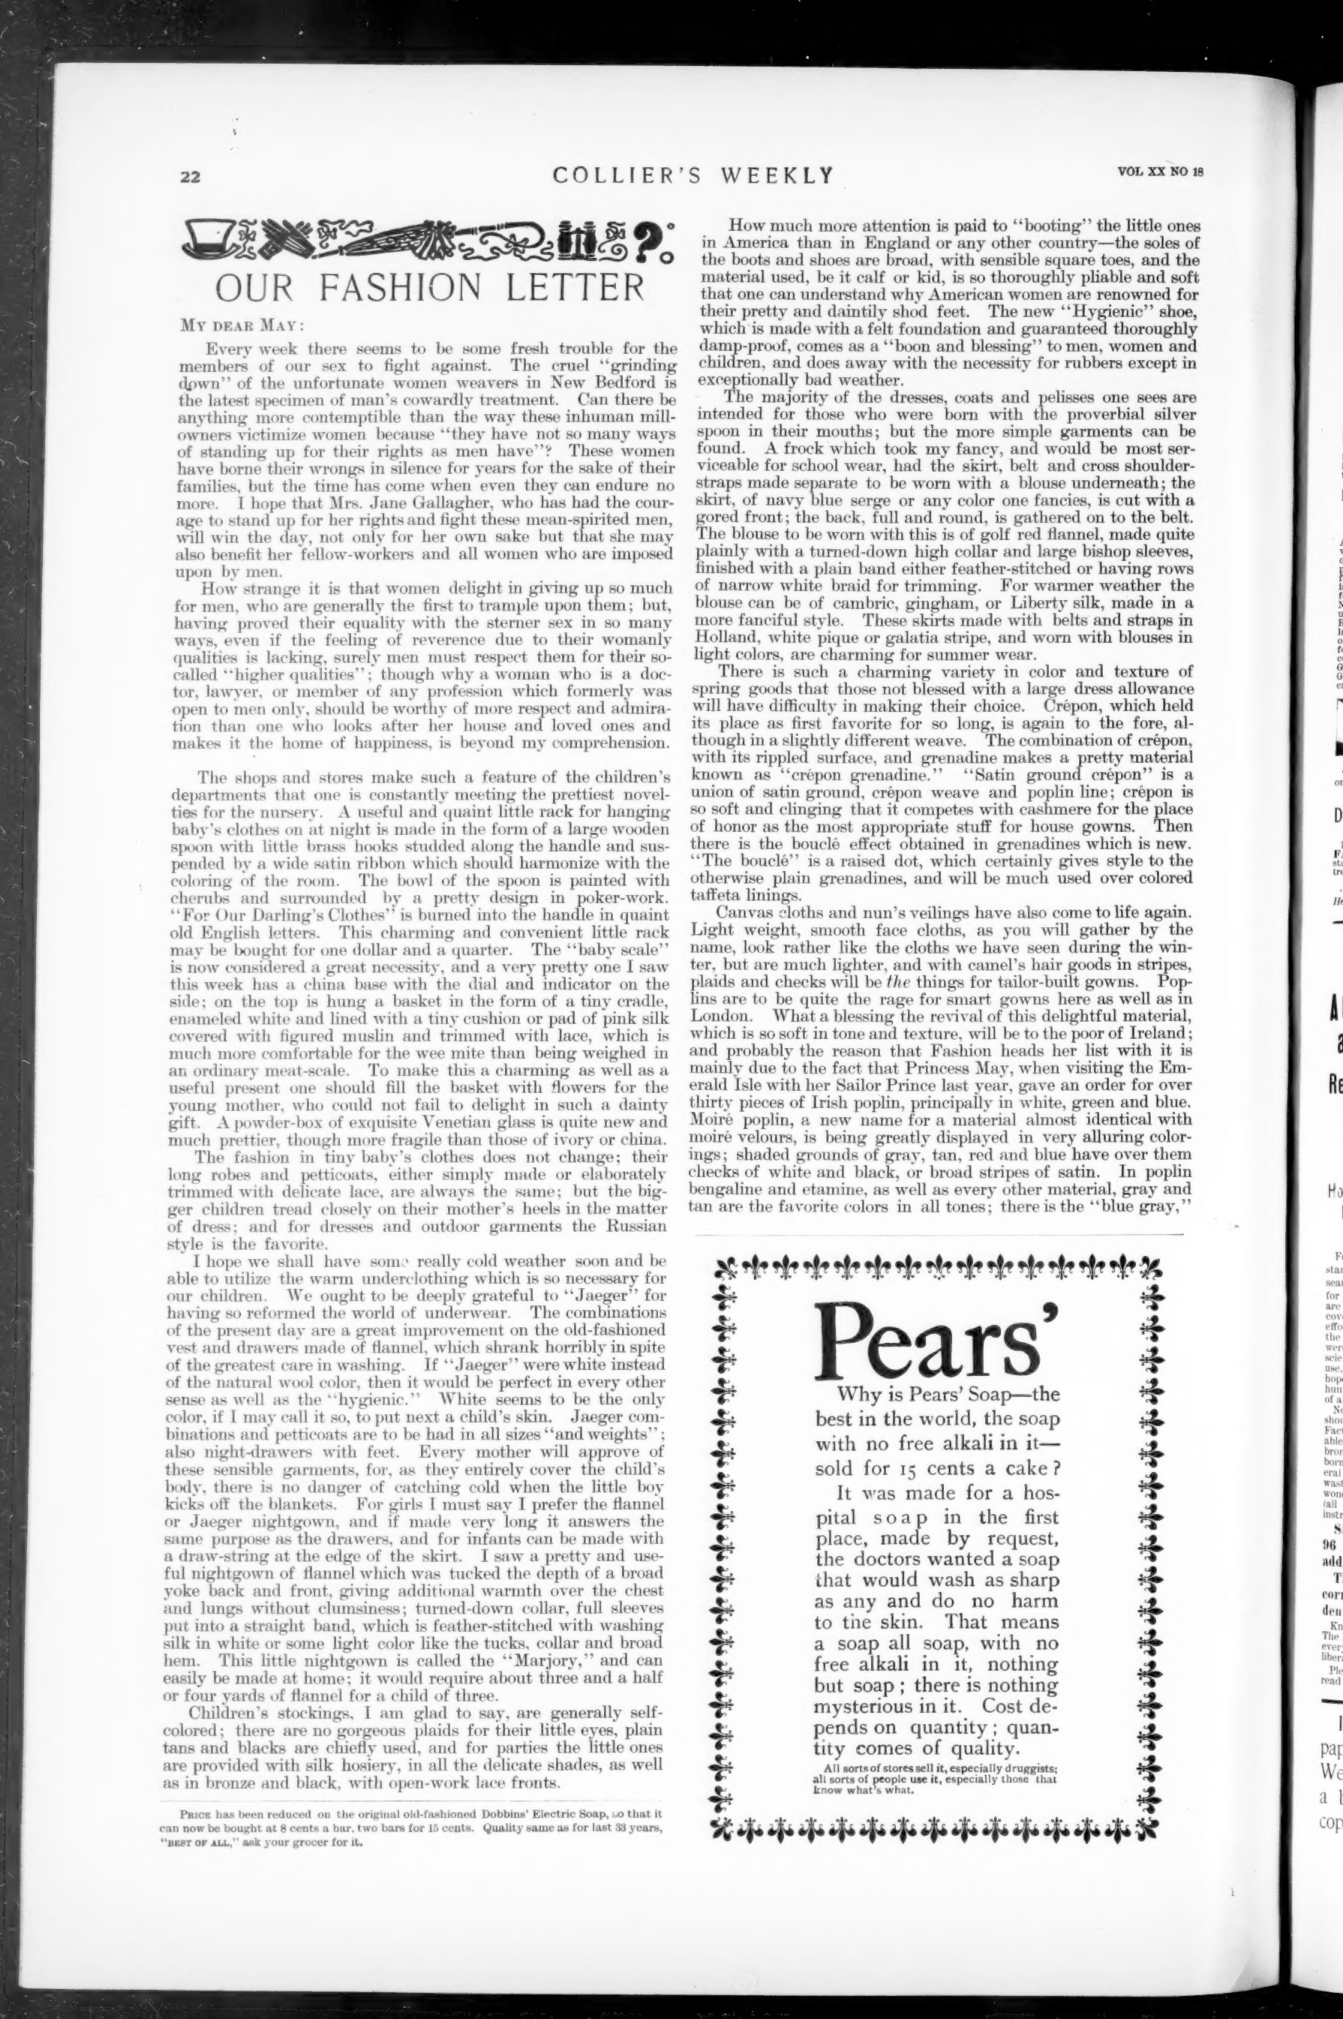 22
COLLIER'S WEEKLY
VOL XX NO 18
OUR FASHION LETTER
MY DEAR MAY:
Every week there seems to be some fresh trouble for the
members of our sex to fight against. The cruel "grinding
down" of the unfortunate women weavers in New Bedford is
the latest specimen of man's cowardly treatment. Can there be
anything more contemptible than the way these inhuman mill-
owners victimize women because "they have not so many ways
of standing up for their rights as men have"? These women
have borne their wrongs in silence for years for the sake of their
families, but the time has come when even they can endure no
more. I hope that Mrs. Jane Gallagher, who has had the cour-
age to stand up for her rights and fight these mean-spirited men,
will win the day, not only for her own sake but that she may
also benefit her fellow-workers and all women who are imposed
upon by men.
How strange it is that women delight in giving up so much
for men, who are generally the first to trample upon them; but,
having proved their equality with the sterner sex in so many
ways, even if the feeling of reverence due to their womanly
qualities is lacking, surely men must respect them for their so-
called "higher qualities"; though why a woman who is a doc-
tor, lawyer, or member of any profession which formerly was
open to men only, should be worthy of more respect and admira-
tion than one who looks after her house and loved ones and
makes it the home of happiness, is beyond my comprehension.
The shops and stores make such a feature of the children's
departments that one is constantly meeting the prettiest novel-
ties for the nursery. A useful and quaint little rack for hanging
baby's clothes on at night is made in the form of a large wooden
spoon with little brass hooks studded along the handle and sus-
pended by a wide satin ribbon which should harmonize with the
coloring of the room. The bowl of the spoon is painted with
cherubs and surrounded by a pretty design in poker-work.
"For Our Darling's Clothes" is burned into the handle in quaint
old English letters. This charming and convenient little rack
may be bought for one dollar and a quarter. The "baby scale"
is now considered a great necessity, and a very pretty one I saw
this week has a china base with the dial and indicator on the
side; on the top is hung a basket in the form of a tiny cradle,
enameled white and lined with a tiny cushion or pad of pink silk
covered with figured muslin and trimmed with lace, which is
much more comfortable for the wee mite than being weighed in
an ordinary meat-scale. To make this a charming as well as a
useful present one should fill the basket with flowers for the
young mother, who could not fail to delight in such a dainty
gift. A powder-box of exquisite Venetian glass is quite new and
much prettier, though more fragile than those of ivory or china.
The fashion in tiny baby's clothes does not change; their
long robes and petticoats, either simply made or elaborately
trimmed with delicate lace, are always the same; but the big-
ger children tread closely on their mother's heels in the matter
of dress; and for dresses and outdoor garments the Russian
style is the favorite.
I hope we shall have some really cold weather soon and be
able to utilize the warm underclothing which is so necessary for
our children. We ought to be deeply grateful to "Jaeger" for
having so reformed the world of underwear. The combinations
of the present day are a great improvement on the old-fashioned
vest and drawers made of flannel, which shrank horribly in spite
of the greatest care in washing. If "Jaeger" were white instead
of the natural wool color, then it would be perfect in every other
sense as well as the "hygienic." White seems to be the only
color, if I may call it so, to put next a child's skin. Jaeger com-
binations and petticoats are to be had in all sizes "and weights";
also night-drawers with feet. Every mother will approve of
these sensible garments, for, as they entirely cover the child's
body, there is no danger of catching cold when the little boy
kicks off the blankets. For girls I must say I prefer the flannel
or Jaeger nightgown, and if made very long it answers the
same purpose as the drawers, and for infants can be made with
a draw-string at the edge of the skirt. I saw a pretty and use-
ful nightgown of flannel which was tucked the depth of a broad
yoke back and front, giving additional warmth over the chest
and lungs without clumsiness; turned-down collar, full sleeves
put into a straight band, which is feather-stitched with washing
silk in white or some light color like the tucks, collar and broad
hem. This little nightgown is called the "Marjory," and can
easily be made at home; it would require about three and a half
or four yards of flannel for a child of three.
Children's stockings, I am glad to say, are generally self-
colored; there are no gorgeous plaids for their little eyes, plain
tans and blacks are chiefly used, and for parties the little ones
are provided with silk hosiery, in all the delicate shades, as well
as in bronze and black, with open-work lace fronts.
PRICE has been reduced on the original old-fashioned Dobbins' Electric Soap, so that it
can now be bought at 8 cents a bar, two bars for 15 cents. Quality same as for last 33 years,
"BEST OF ALL," ask your grocer for it.
How much more attention is paid to "booting" the little ones
in America than in England or any other country—the soles of
the boots and shoes are broad, with sensible square toes, and the
material used, be it calf or kid, is so thoroughly pliable and soft
that one can understand why American women are renowned for
their pretty and daintily shod feet. The new "Hygienic" shoe,
which is made with a felt foundation and guaranteed thoroughly
damp-proof, comes as a "boon and blessing" to men, women and
children, and does away with the necessity for rubbers except in
exceptionally bad weather.
The majority of the dresses, coats and pelisses one sees are
intended for those who were born with the proverbial silver
spoon in their mouths; but the more simple garments can be
found. A frock which took my fancy, and would be most ser-
viceable for school wear, had the skirt, belt and cross shoulder-
straps made separate to be worn with a blouse underneath; the
skirt, of navy blue serge or any color one fancies, is cut with a
gored front; the back, full and round, is gathered on to the belt.
The blouse to be worn with this is of golf red flannel, made quite
plainly with a turned-down high collar and large bishop sleeves,
finished with a plain band either feather-stitched or having rows
of narrow white braid for trimming. For warmer weather the
blouse can be of cambric, gingham, or Liberty silk, made in a
more fanciful style. These skirts made with belts and straps in
Holland, white pique or galatia stripe, and worn with blouses in
light colors, are charming for summer wear.
There is such a charming variety in color and texture of
spring goods that those not blessed with a large dress allowance
will have difficulty in making their choice. Crépon, which held
its place as first favorite for so long, is again to the fore, al-
though in a slightly different weave. The combination of crépon,
with its rippled surface, and grenadine makes a pretty material
known as "crépon grenadine." "Satin ground crépon" is a
union of satin ground, crépon weave and poplin line; crépon is
so soft and clinging that it competes with cashmere for the place
of honor as the most appropriate stuff for house gowns. Then
there is the bouclé effect obtained in grenadines which is new.
"The bouclé" is a raised dot, which certainly gives style to the
otherwise plain grenadines, and will be much used over colored
taffeta linings.
Canvas cloths and nun's veilings have also come to life again.
Light weight, smooth face cloths, as you will gather by the
name, look rather like the cloths we have seen during the win-
ter, but are much lighter, and with camel's hair goods in stripes,
plaids and checks will be the things for tailor-built gowns. Pop-
lins are to be quite the rage for smart gowns here as well as in
London. What a blessing the revival of this delightful material,
which is so soft in tone and texture, will be to the poor of Ireland;
and probably the reason that Fashion heads her list with it is
mainly due to the fact that Princess May, when visiting the Em-
erald Isle with her Sailor Prince last year, gave an order for over
thirty pieces of Irish poplin, principally in white, green and blue.
Moiré poplin, a new name for a material almost identical with
moiré velours, is being greatly displayed in very alluring color-
ings; shaded grounds of gray, tan, red and blue have over them
checks of white and black, or broad stripes of satin. In poplin
bengaline and etamine, as well as every other material, gray and
tan are the favorite colors in all tones; there is the "blue gray,"
Pears'
Why is Pears' Soap—the
best in the world, the soap
with no free alkali in it—
sold for 15 cents a cake?
It was made for a hos-
pital soap in the first
place, made by request,
the doctors wanted a soap
that would wash as sharp
as any and do no harm
to the skin. That means
a soap all soap, with no
free alkali in it, nothing
but soap; there is nothing
mysterious in it. Cost de-
pends on quantity; quan-
tity comes of quality.
All sorts of stores sell it, especially druggists;
all sorts of people use it, especially those that
know what's what.